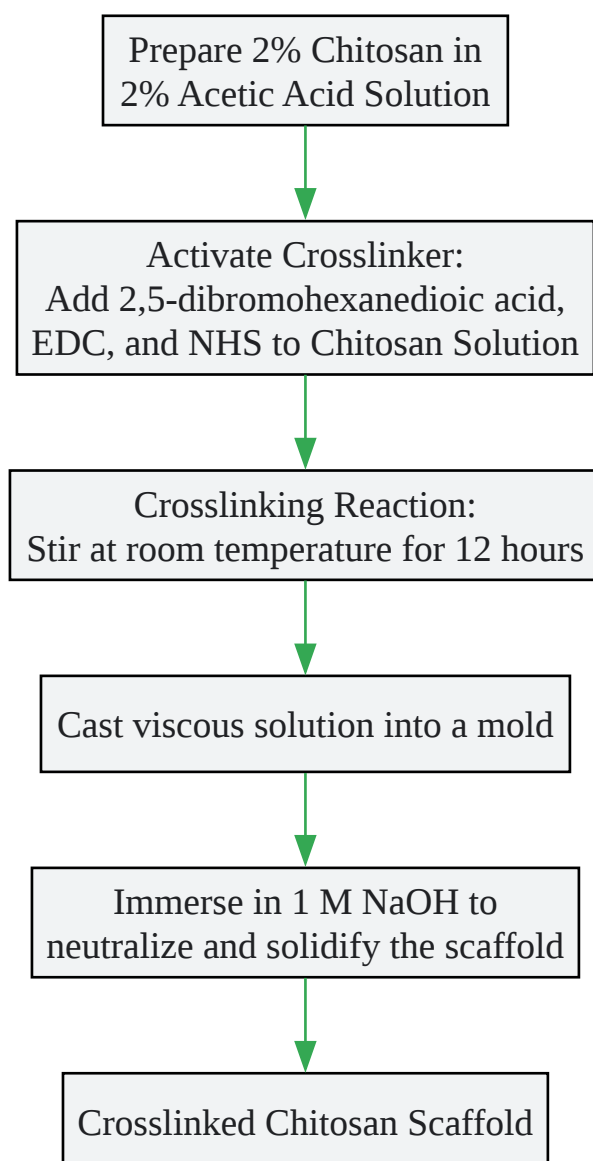 Prepare 2% Chitosan in
2% Acetic Acid Solution
Activate Crosslinker:
Add 2,5-dibromohexanedioic acid,
EDC, and NHS to Chitosan Solution
Crosslinking Reaction:
Stir at room temperature for 12 hours
Cast viscous solution into a mold
Immerse in 1 M NaOH to
neutralize and solidify the scaffold
Crosslinked Chitosan Scaffold